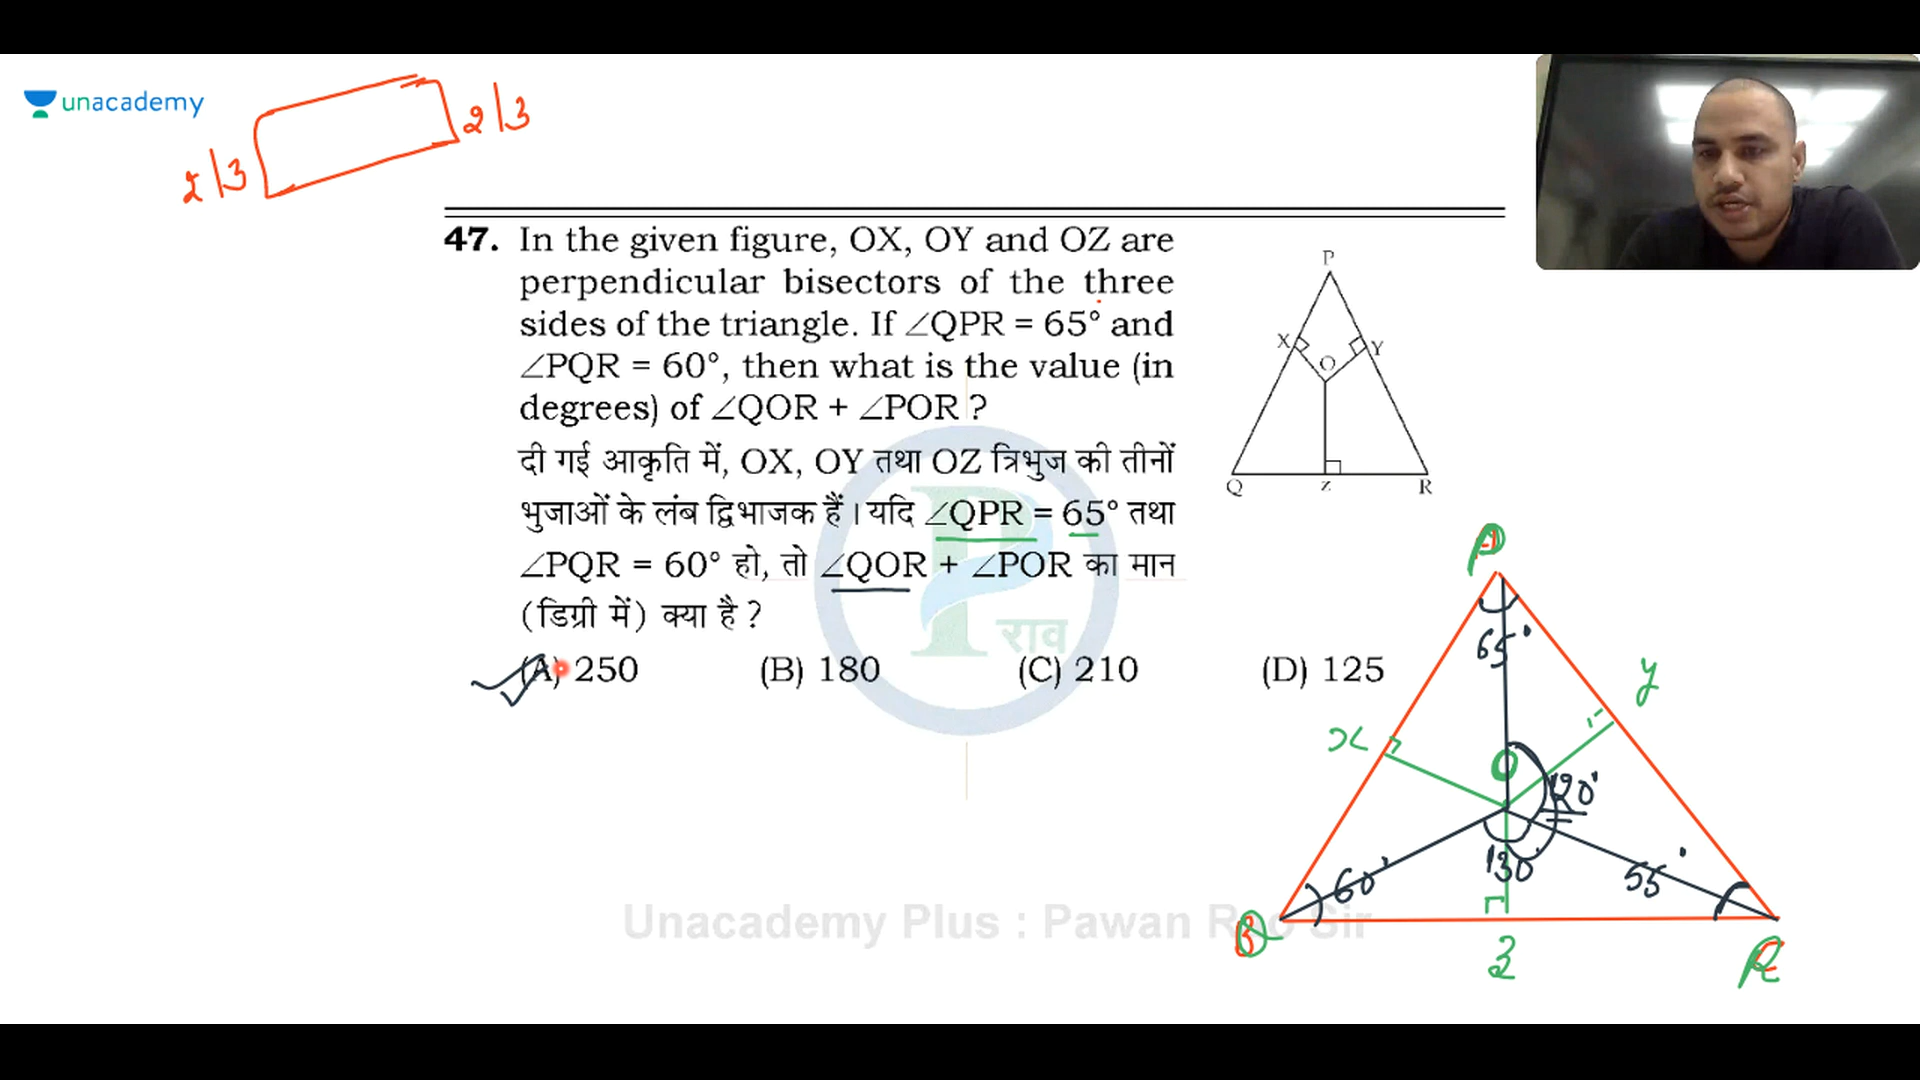 unacademy
2|3
2|3
47. In the given figure, OX, OY and OZ are
perpendicular bisectors of the three
sides of the triangle. If ∠QPR = 65° and
∠PQR = 60°, then what is the value (in
degrees) of ∠QOR + ∠POR ?
दी गई आकृति में, OX, OY तथा OZ त्रिभुज की तीनों
भुजाओं के लंब द्विभाजक हैं। यदि ∠QPR = 65° तथा
∠PQR = 60° हो, तो ∠QOR + ∠POR का मान
(डिग्री में) क्या है ?
(A) 250 (B) 180 (C) 210 (D) 125
P
X
Y
O
Q
Z
R
राव
P
65°
y
x
O
120°
130°
60°
55°
Q
Z
R
Unacademy Plus : Pawan Rao Sir